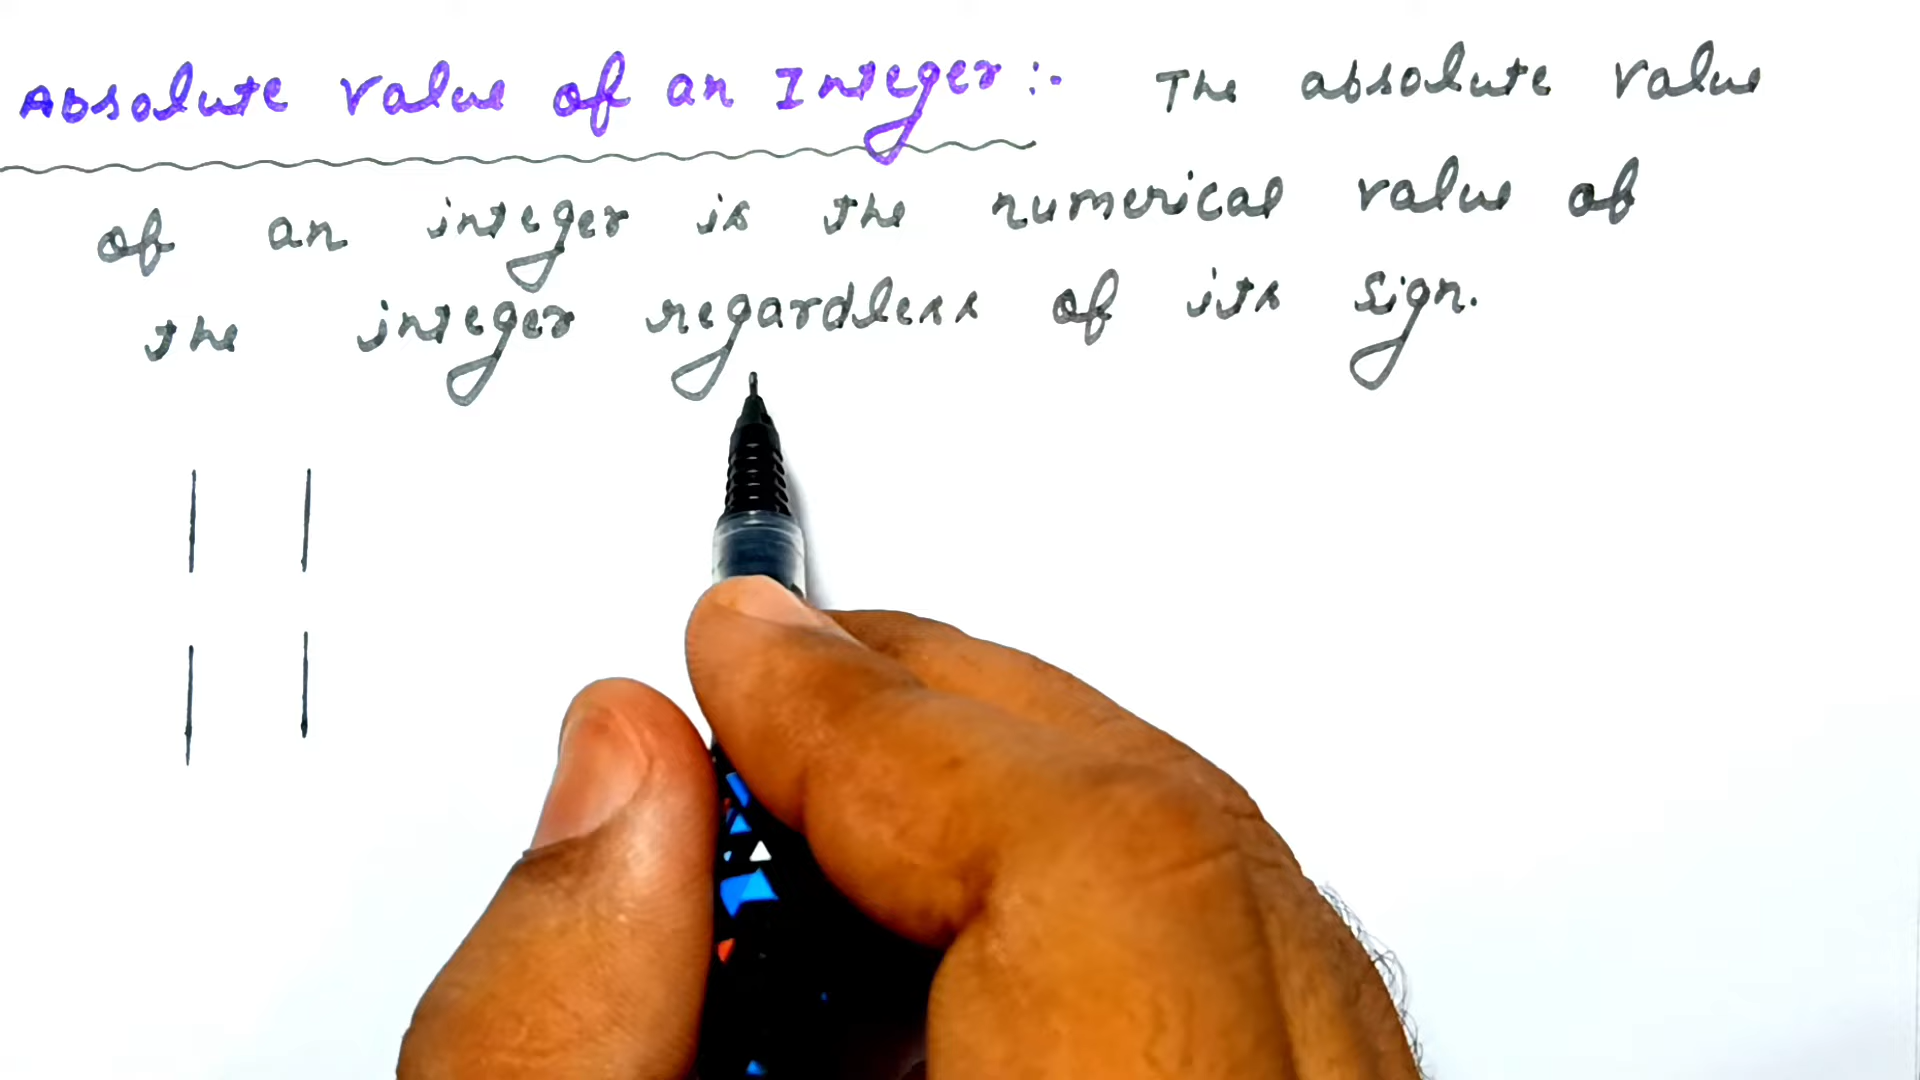 Absolute value of an Integer :- The absolute value
of an integer is the numerical value of
the integer regardless of its sign.
| |
| |